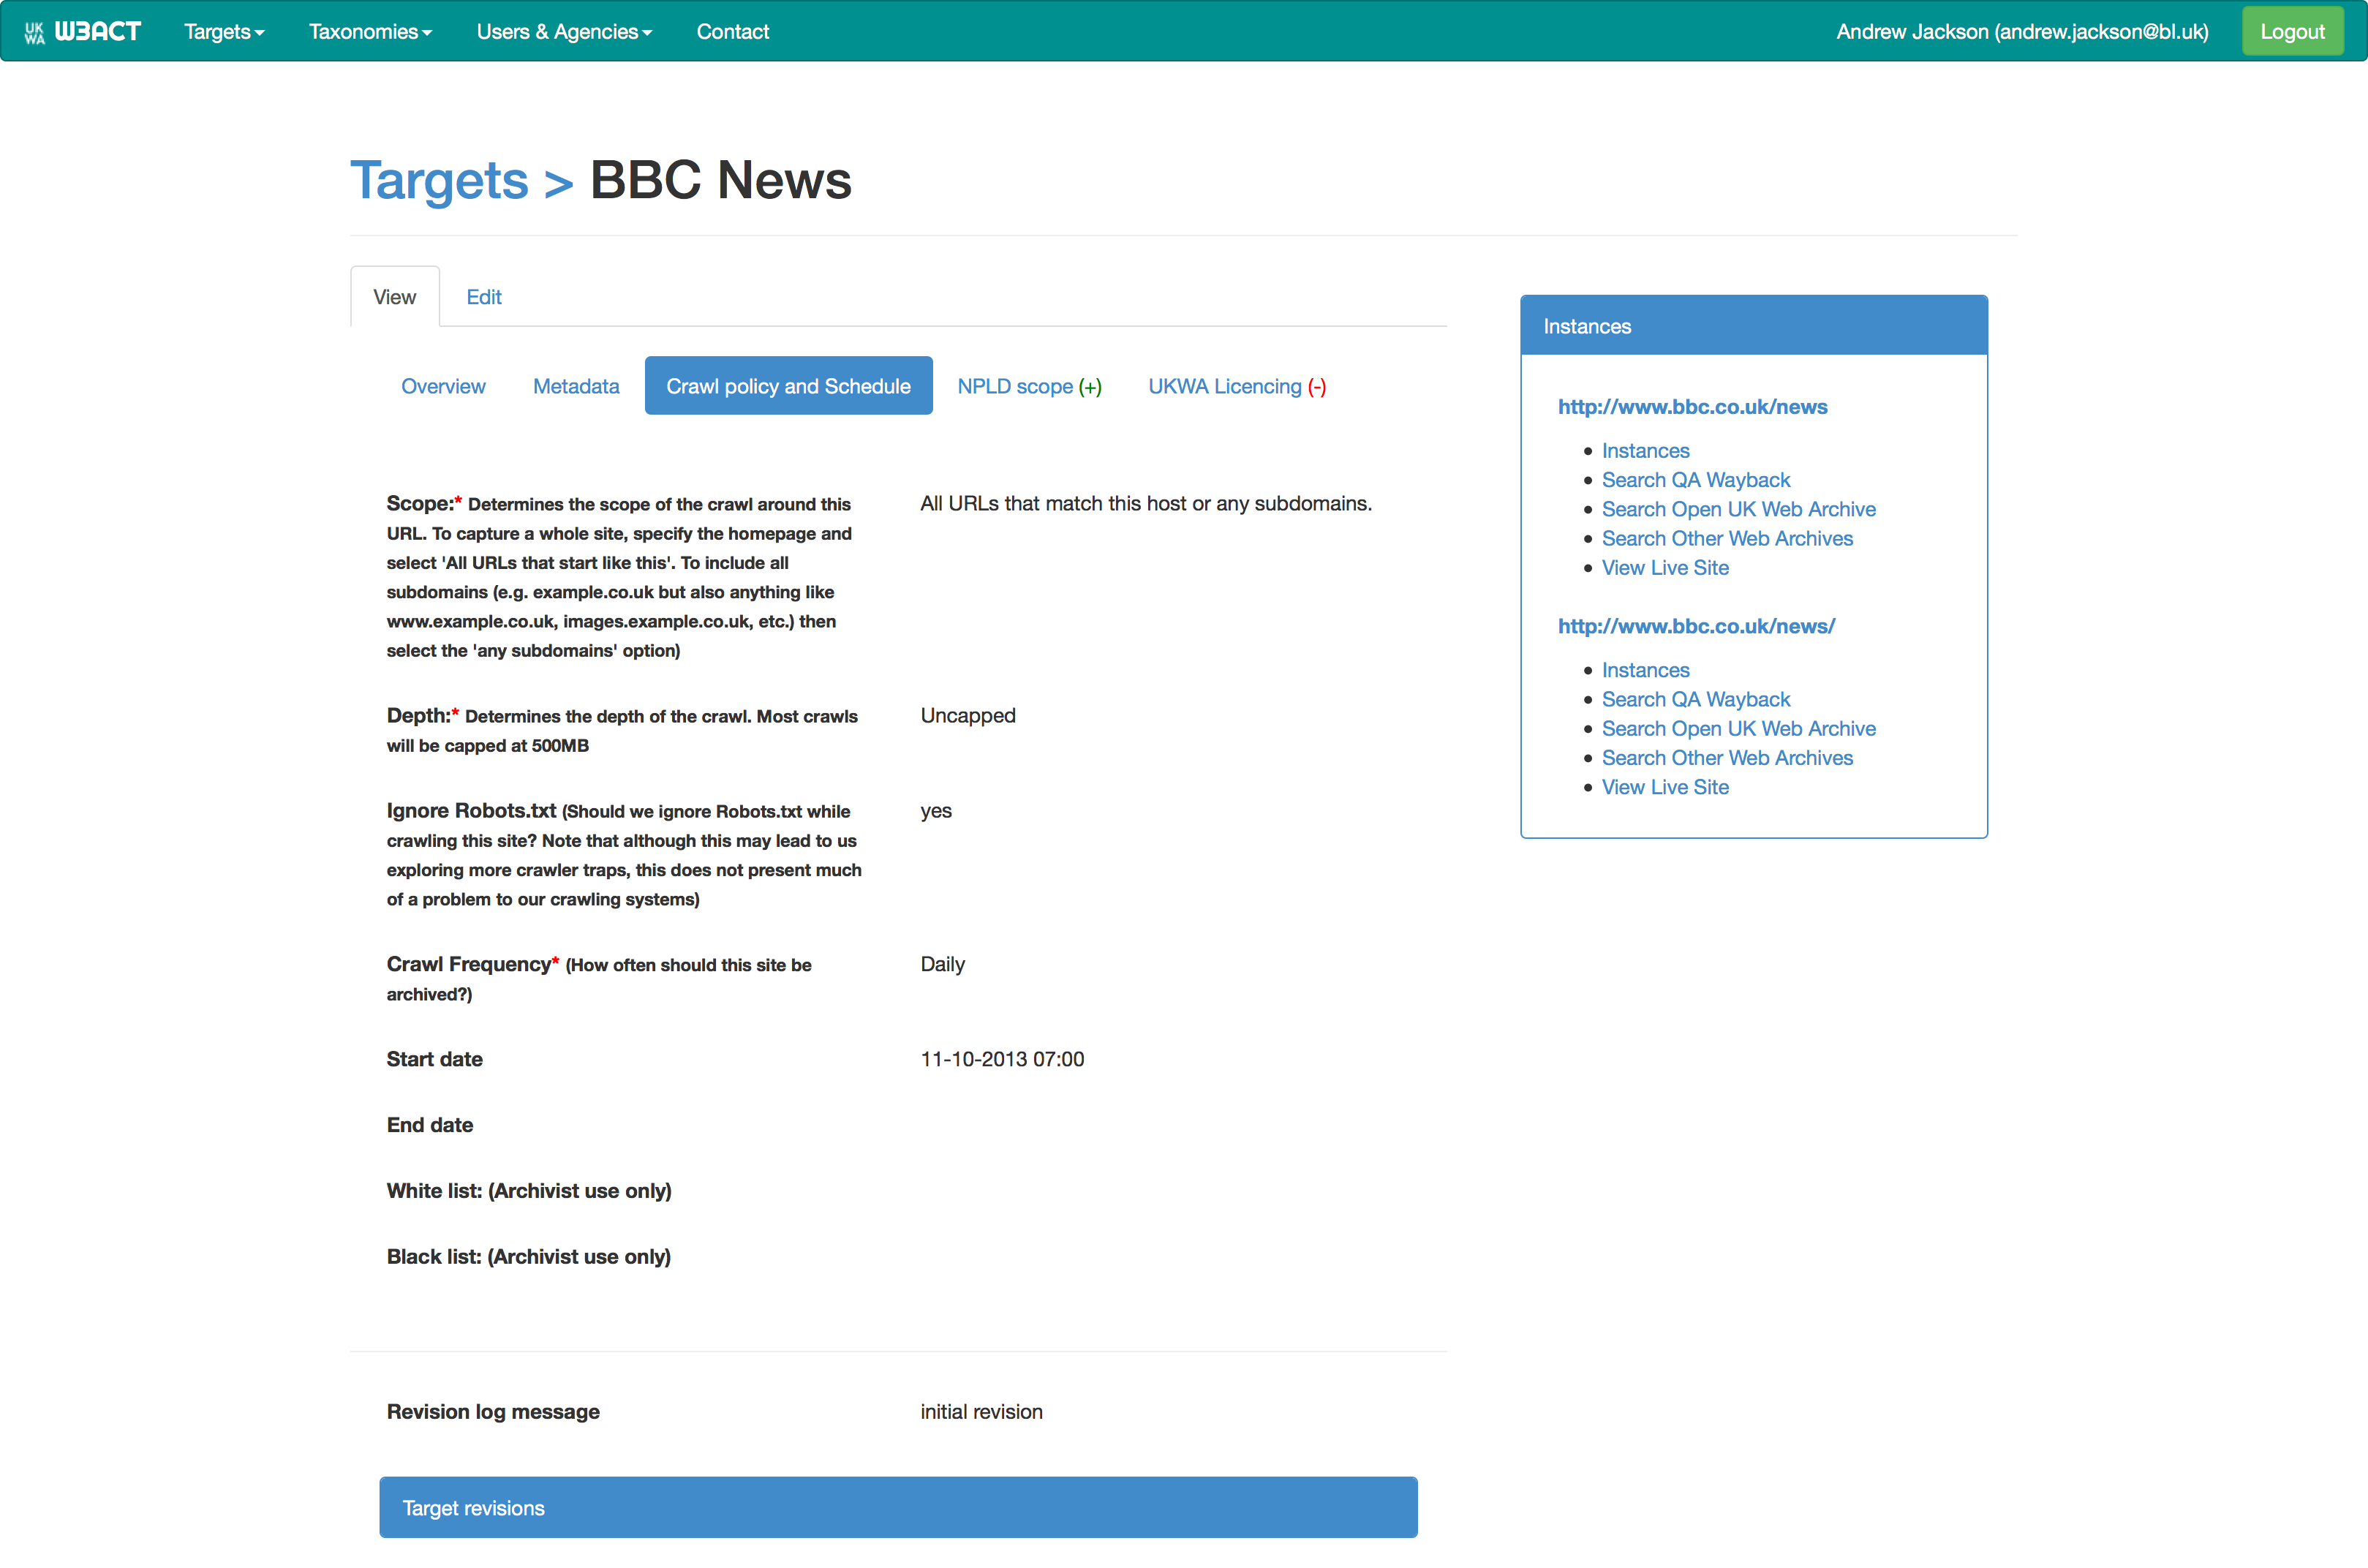 UK
WA W3ACT Targets Taxonomies Users & Agencies Contact Andrew Jackson (andrew.jackson@bl.uk) Logout
Targets > BBC News
View Edit
Overview Metadata Crawl policy and Schedule NPLD scope (+) UKWA Licencing (-)
Scope:* Determines the scope of the crawl around this
URL. To capture a whole site, specify the homepage and
select 'All URLs that start like this'. To include all
subdomains (e.g. example.co.uk but also anything like
www.example.co.uk, images.example.co.uk, etc.) then
select the 'any subdomains' option)
All URLs that match this host or any subdomains.
Depth:* Determines the depth of the crawl. Most crawls
will be capped at 500MB
Uncapped
Ignore Robots.txt (Should we ignore Robots.txt while
crawling this site? Note that although this may lead to us
exploring more crawler traps, this does not present much
of a problem to our crawling systems)
yes
Crawl Frequency* (How often should this site be
archived?)
Daily
Start date
11-10-2013 07:00
End date
White list: (Archivist use only)
Black list: (Archivist use only)
Revision log message
initial revision
Target revisions
Instances
http://www.bbc.co.uk/news
Instances
Search QA Wayback
Search Open UK Web Archive
Search Other Web Archives
View Live Site
http://www.bbc.co.uk/news/
Instances
Search QA Wayback
Search Open UK Web Archive
Search Other Web Archives
View Live Site